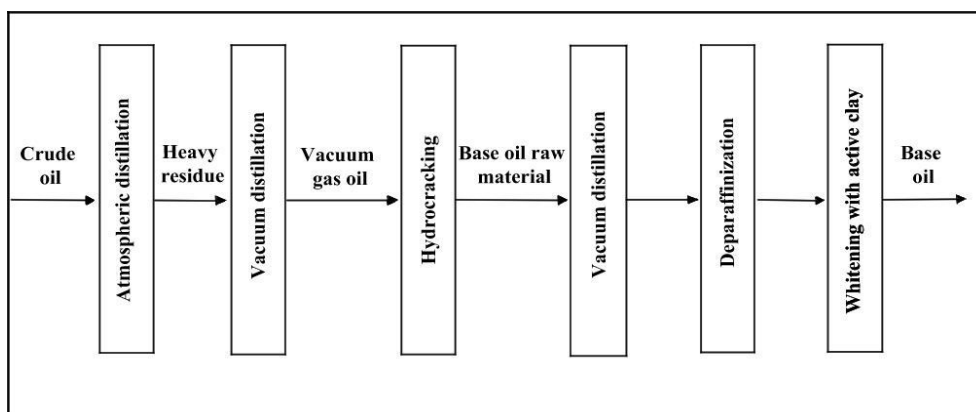 Crude
oil
Atmospheric distillation
Heavy
residue
Vacuum distillation
Vacuum
gas oil
Hydrocracking
Base oil raw
material
Vacuum distillation
Deparaffinization
Whitening with active clay
Base
oil